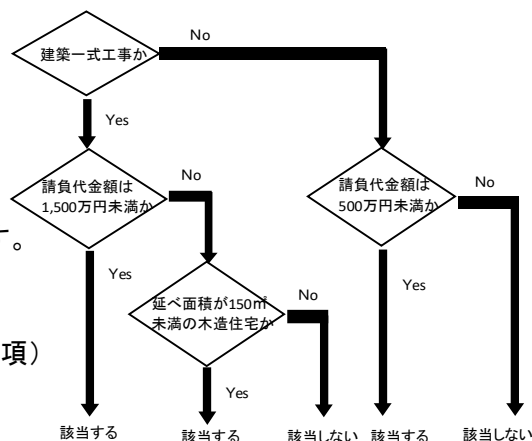 建築一式工事か
No
Yes
請負代金額は
1,500万円未満か
No
請負代金額は
500万円未満か
No
。
Yes
延べ面積が150㎡
未満の木造住宅か
No
Yes
項）
Yes
該当する
該当する
該当しない
該当する
該当しない